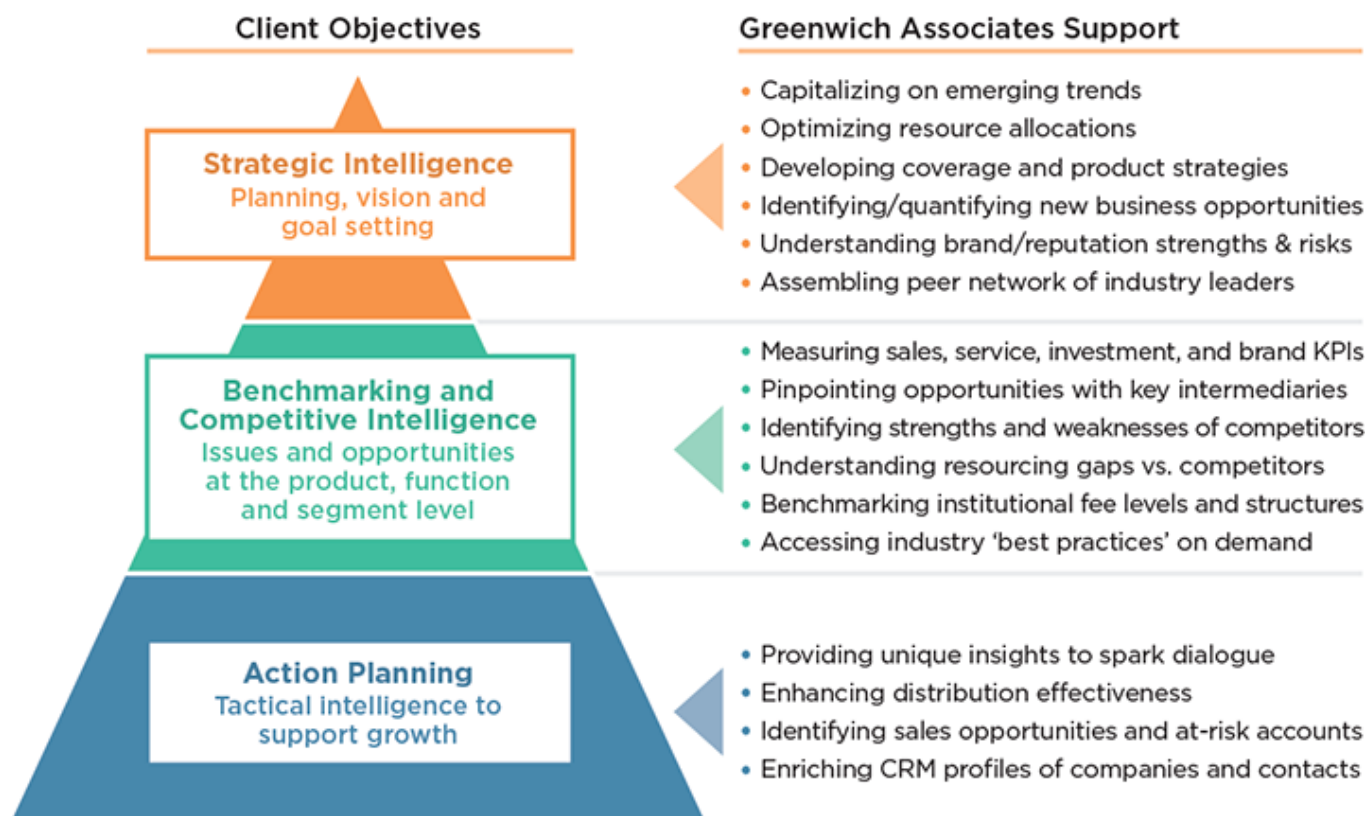 Client Objectives
Strategic Intelligence
Planning, vision and
goal setting
Benchmarking and
Competitive Intelligence
Issues and opportunities
at the product, function
and segment level
Action Planning
Tactical intelligence to
support growth
Greenwich Associates Support
• Capitalizing on emerging trends
• Optimizing resource allocations
• Developing coverage and product strategies
• Identifying/quantifying new business opportunities
• Understanding brand/reputation strengths & risks
• Assembling peer network of industry leaders
• Measuring sales, service, investment, and brand KPIs
• Pinpointing opportunities with key intermediaries
• Identifying strengths and weaknesses of competitors
• Understanding resourcing gaps vs. competitors
• Benchmarking institutional fee levels and structures
• Accessing industry ‘best practices’ on demand
• Providing unique insights to spark dialogue
• Enhancing distribution effectiveness
• Identifying sales opportunities and at-risk accounts
• Enriching CRM profiles of companies and contacts